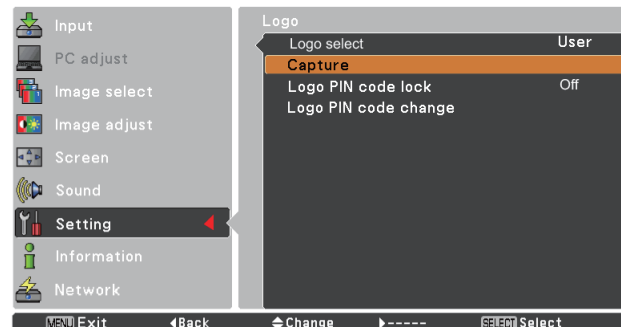 Input
PC adjust
Image select
Image adjust
Screen
Sound
Setting
Information
Network
Logo
Logo select User
Capture
Logo PIN code lock Off
Logo PIN code change
MENU Exit Back Change ----- SELECT Select